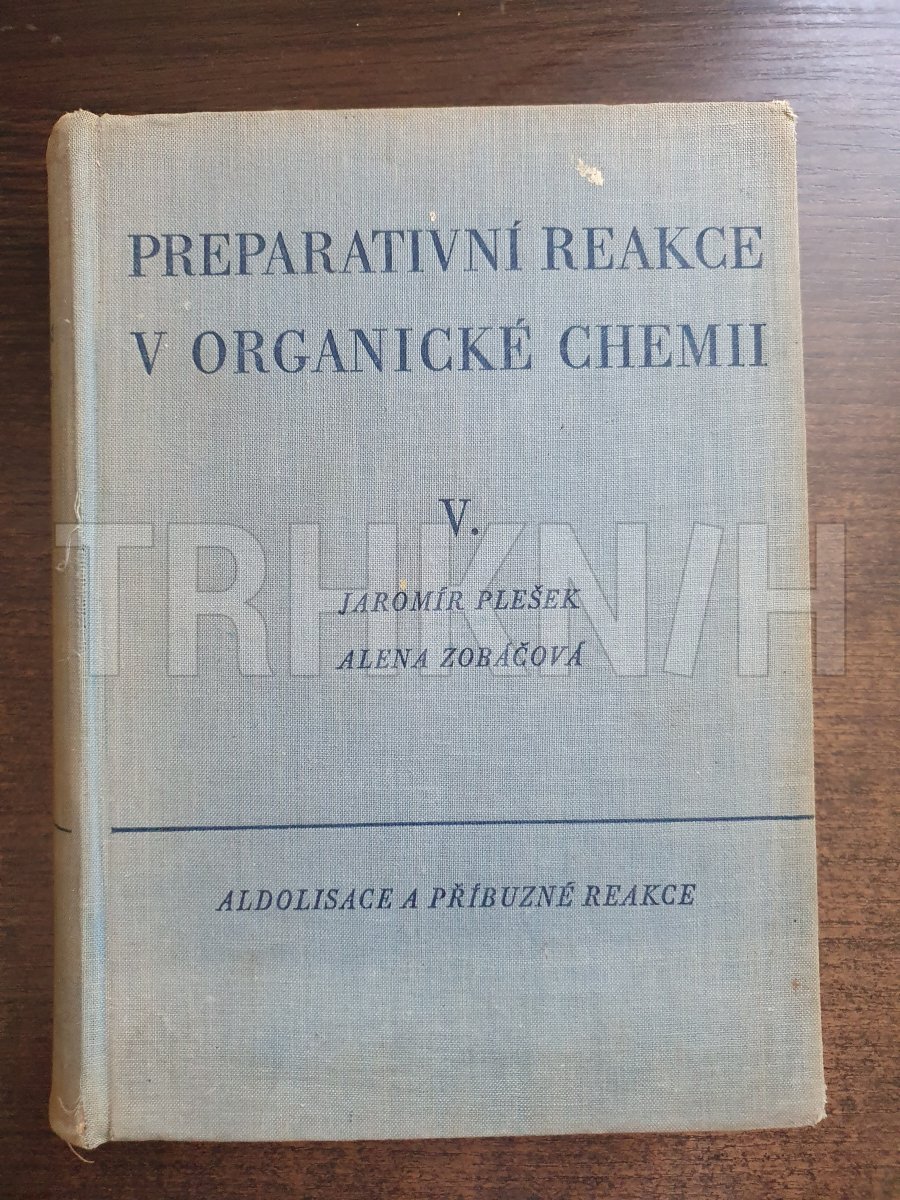 PREPARATIVNÍ REAKCE
V ORGANICKÉ CHEMII
V.
TRHKNIH
JAROMÍR PLEŠEK
ALENA ZOBÁČOVÁ
ALDOLISACE A PŘÍBUZNÉ REAKCE